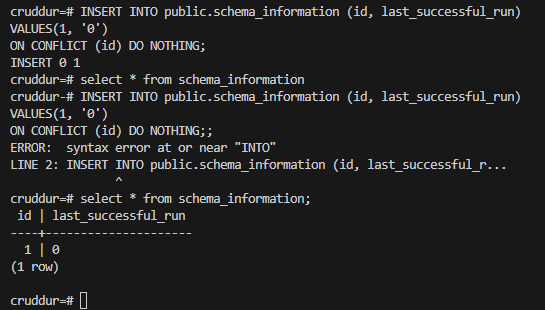 cruddur=# INSERT INTO public.schema_information (id, last_successful_run)
VALUES(1, '0')
ON CONFLICT (id) DO NOTHING;
INSERT 0 1
cruddur=# select * from schema_information
cruddur-# INSERT INTO public.schema_information (id, last_successful_run)
VALUES(1, '0')
ON CONFLICT (id) DO NOTHING;;
ERROR:  syntax error at or near "INTO"
LINE 2: INSERT INTO public.schema_information (id, last_successful_r...
               ^
cruddur=# select * from schema_information;
 id | last_successful_run
----+---------------------
  1 | 0
(1 row)

cruddur=#